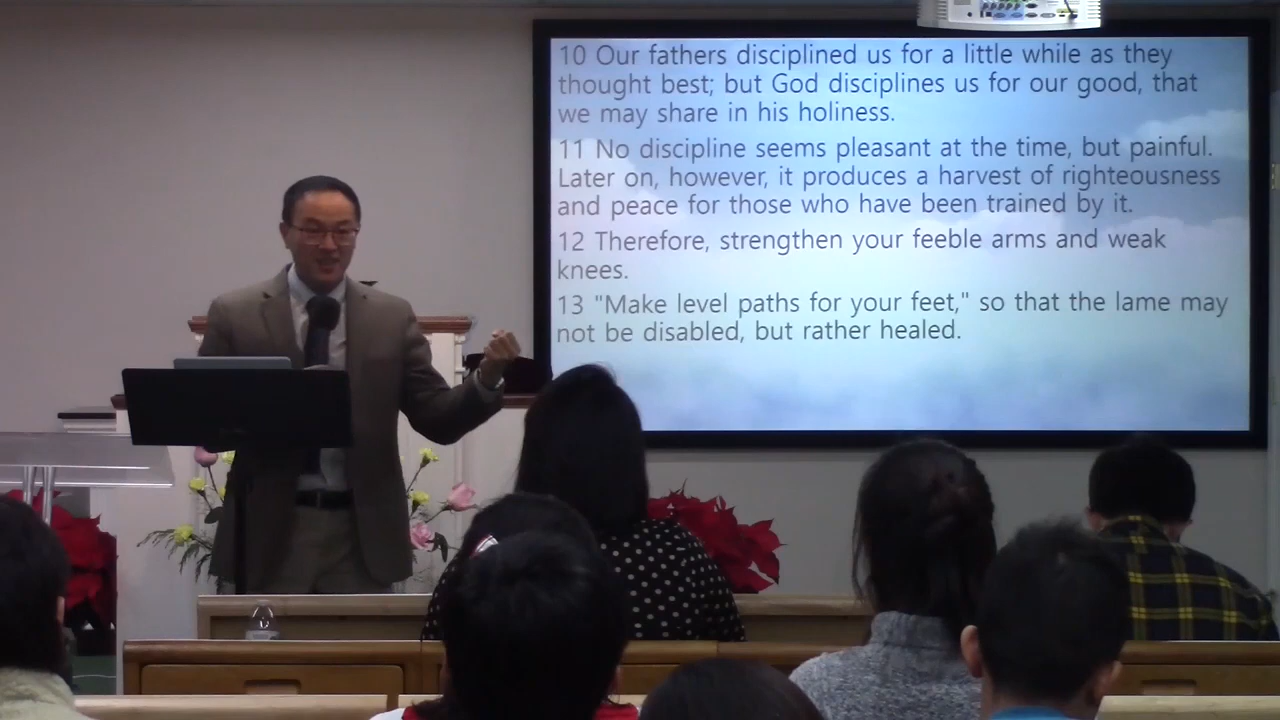 10 Our fathers disciplined us for a little while as they
thought best; but God disciplines us for our good, that
we may share in his holiness.
11 No discipline seems pleasant at the time, but painful.
Later on, however, it produces a harvest of righteousness
and peace for those who have been trained by it.
12 Therefore, strengthen your feeble arms and weak
knees.
13 "Make level paths for your feet," so that the lame may
not be disabled, but rather healed.